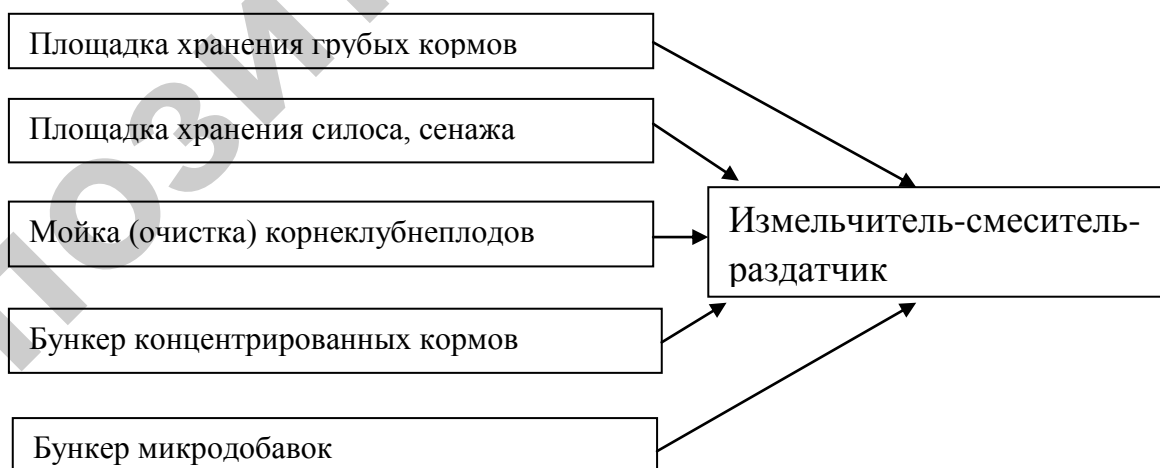 Площадка хранения грубых кормов
Площадка хранения силоса, сенажа
Мойка (очистка) корнеклубнеплодов
Бункер концентрированных кормов
Бункер микродобавок
Измельчитель-смеситель-
раздатчик